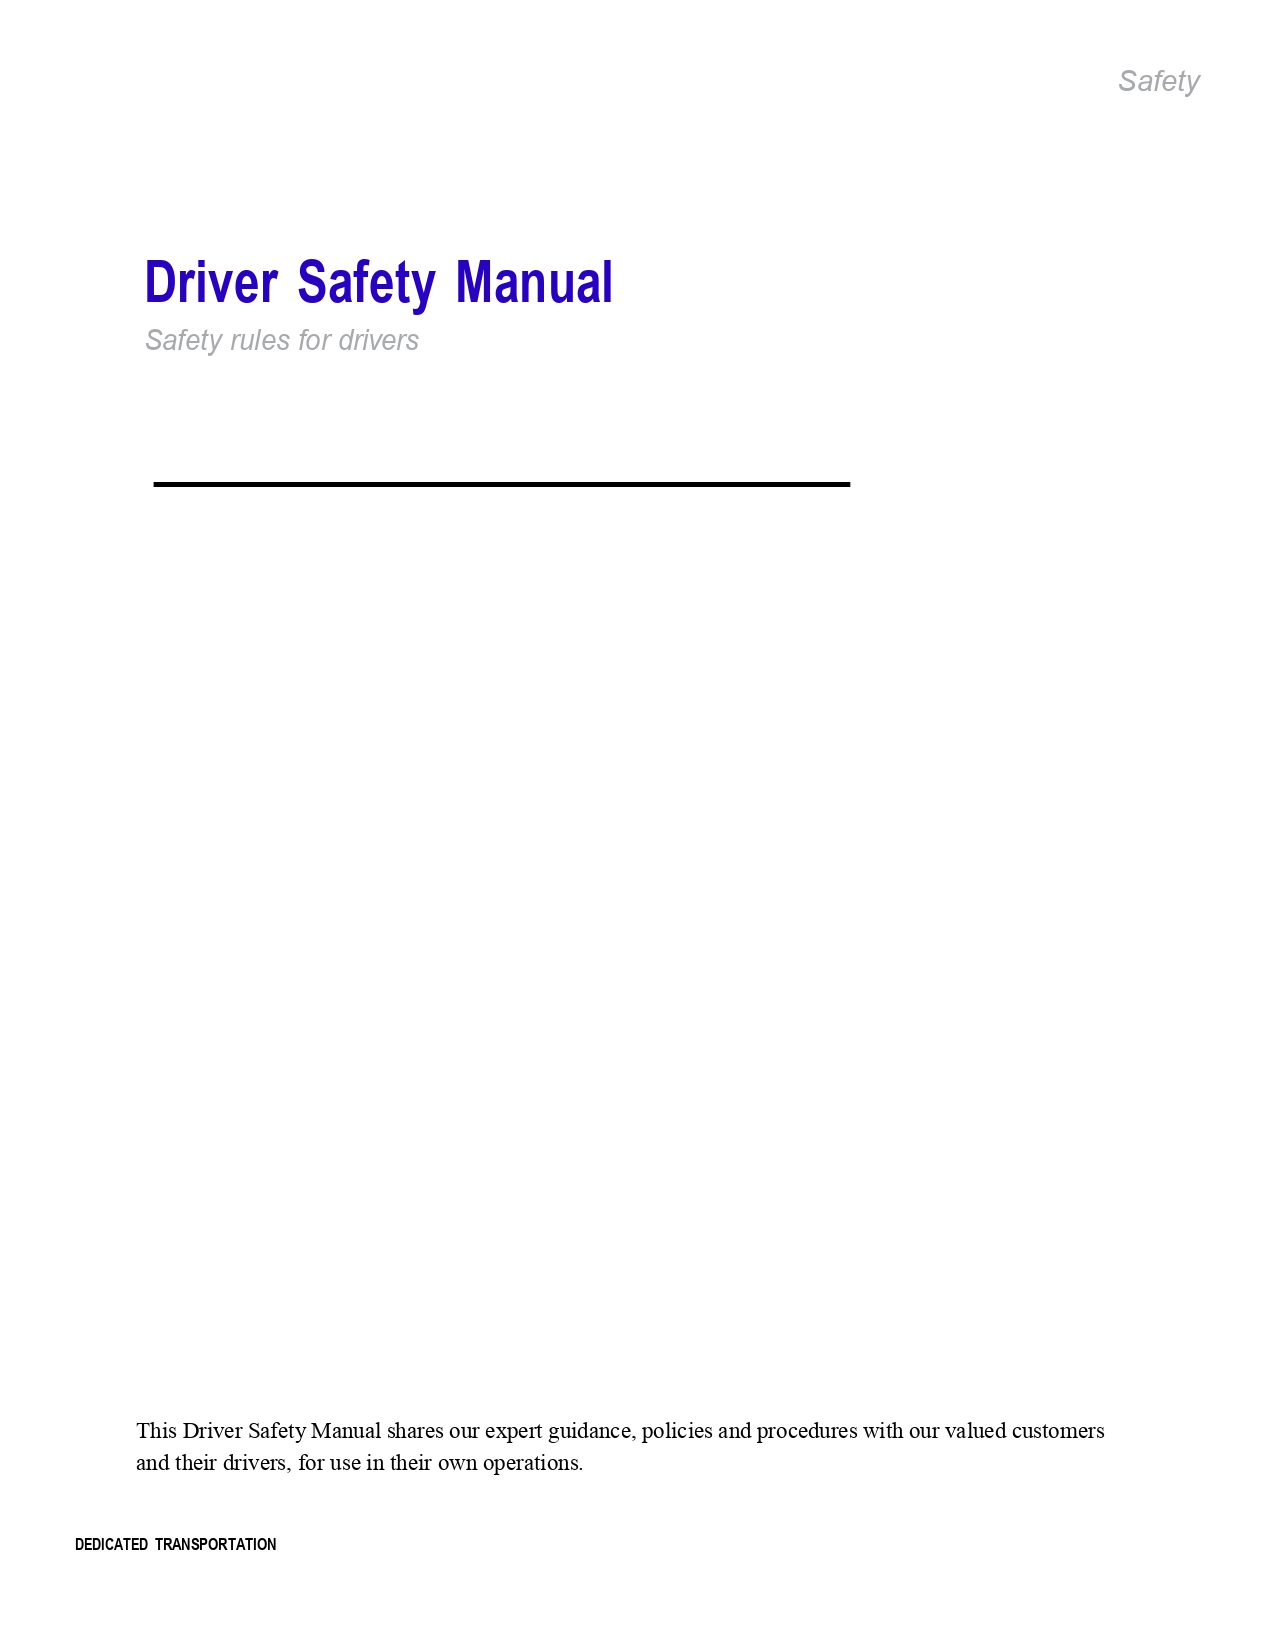 Safety
Driver Safety Manual
Safety rules for drivers
This Driver Safety Manual shares our expert guidance, policies and procedures with our valued customers
and their drivers, for use in their own operations.
DEDICATED TRANSPORTATION